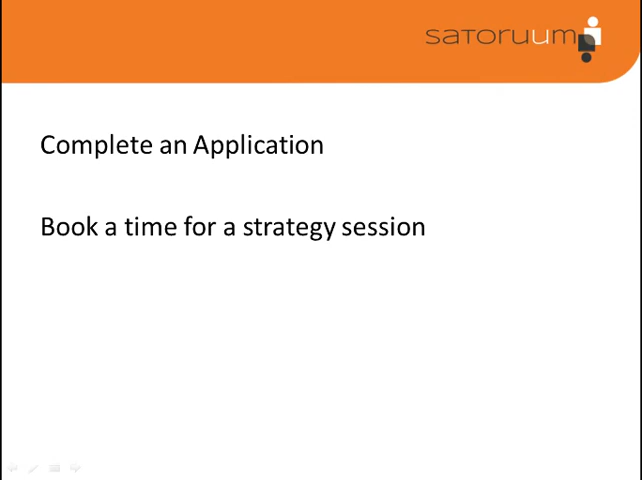 satoruum
Complete an Application
Book a time for a strategy session